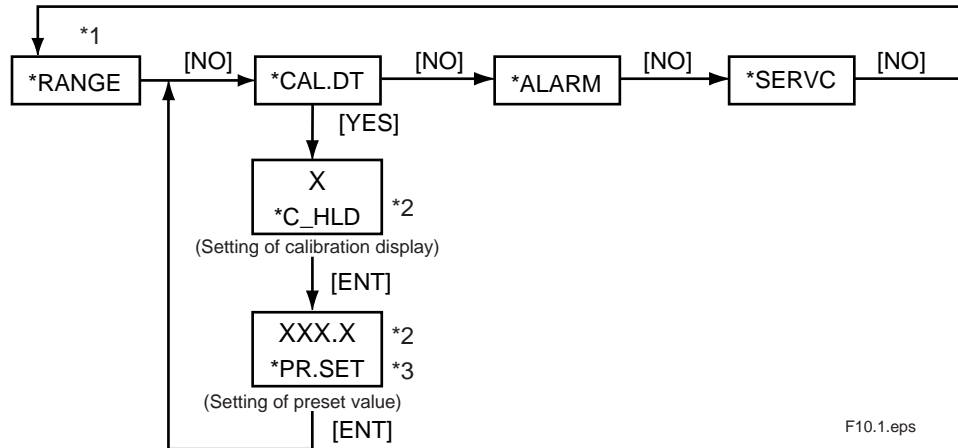 *1
*RANGE
[NO]
*CAL.DT
[NO]
*ALARM
[NO]
*SERVC
[NO]
[YES]
X
*C_HLD
*2
(Setting of calibration display)
[ENT]
XXX.X
*2
*PR.SET
*3
(Setting of preset value)
[ENT]
F10.1.eps